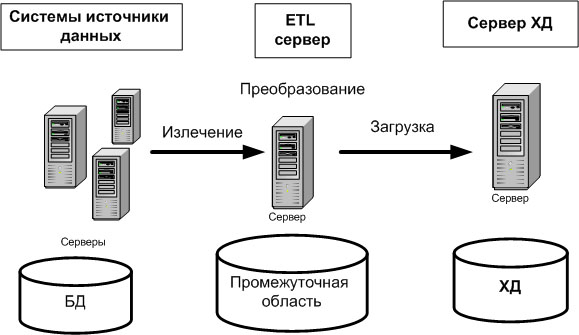 Системы источники
данных
ETL
сервер
Сервер ХД
Преобразование
Излечение
Загрузка
Серверы
Сервер
Сервер
БД
Промежуточная
область
ХД